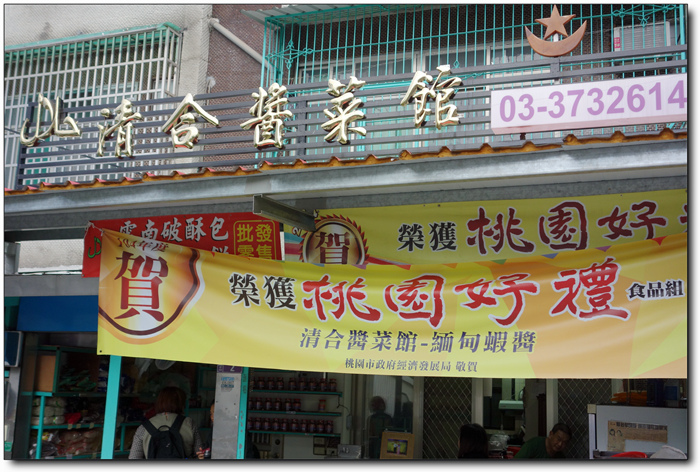 清合醬菜館
03-3732614
雲南破酥包
批發
零售
賀
榮獲桃園好
賀
榮獲桃園好禮食品組
清合醬菜館-緬甸蝦醬
桃園市政府經濟發展局 敬賀